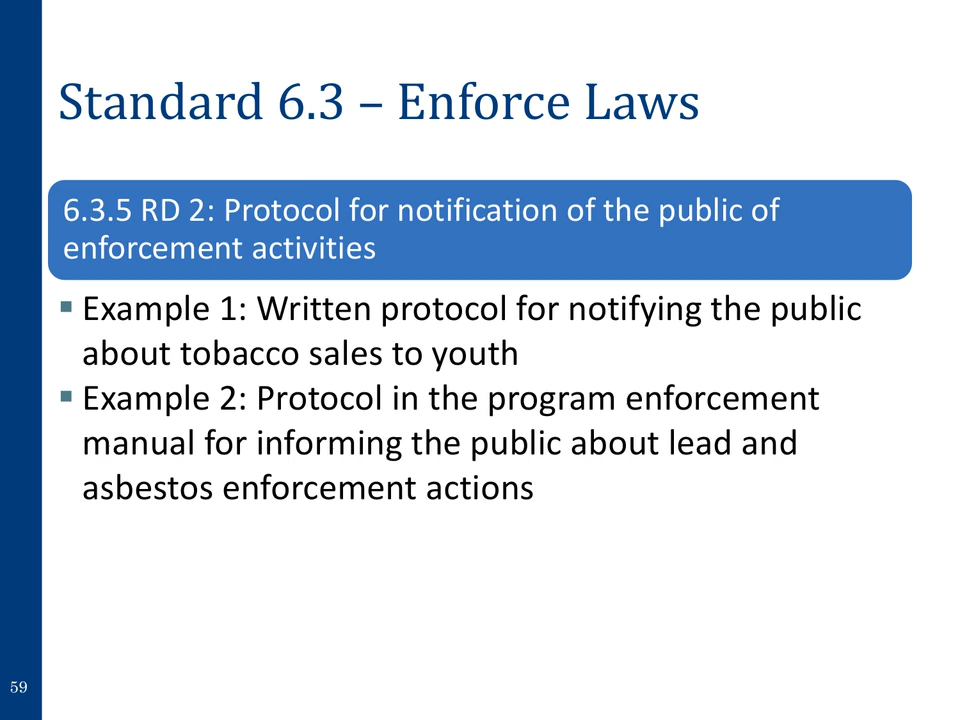 Standard 6.3 – Enforce Laws
6.3.5 RD 2: Protocol for notification of the public of
enforcement activities
▪ Example 1: Written protocol for notifying the public
about tobacco sales to youth
▪ Example 2: Protocol in the program enforcement
manual for informing the public about lead and
asbestos enforcement actions
59